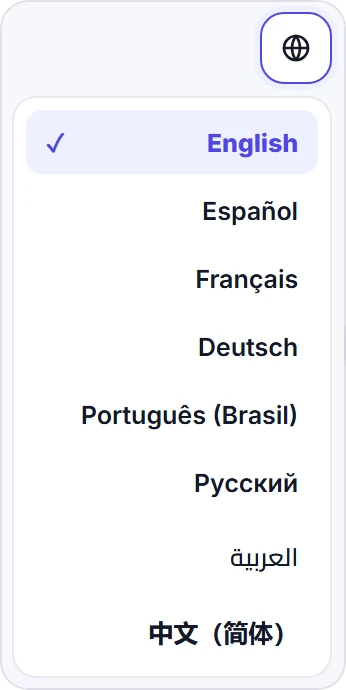 ✓ English
Español
Français
Deutsch
Português (Brasil)
Русский
العربية
中文（简体）